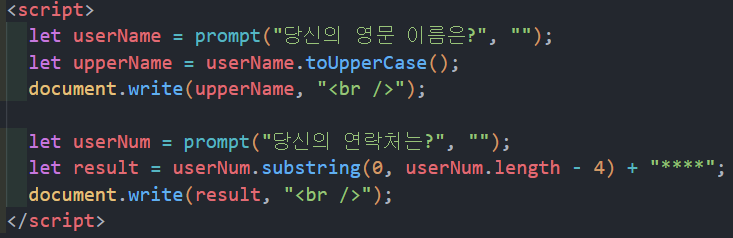 <script>
let userName = prompt("당신의 영문 이름은?", "");
let upperName = userName.toUpperCase();
document.write(upperName, "<br />");
let userNum = prompt("당신의 연락처는?", "");
let result = userNum.substring(0, userNum.length - 4) + "****";
document.write(result, "<br />");
</script>